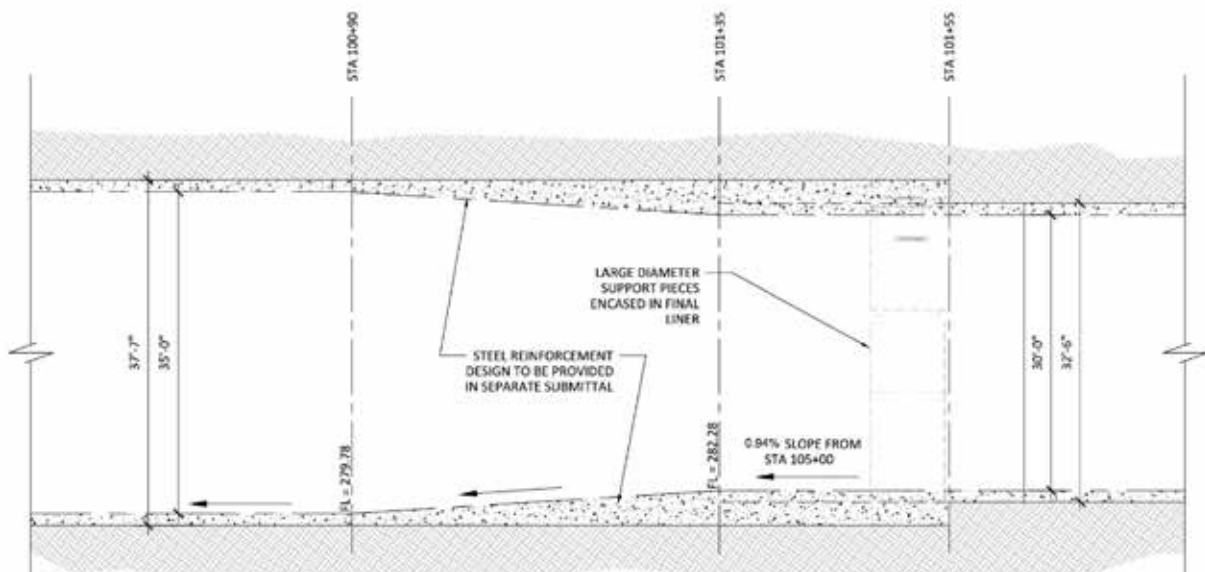 STA 100+90
STA 101+35
STA 101+55
LARGE DIAMETER
SUPPORT PIECES
ENCASED IN FINAL
LINER
37'-7"
35'-0"
30'-0"
32'-6"
STEEL REINFORCEMENT
DESIGN TO BE PROVIDED
IN SEPARATE SUBMITTAL
FL = 279.78
FL = 282.28
0.94% SLOPE FROM
STA 105+00